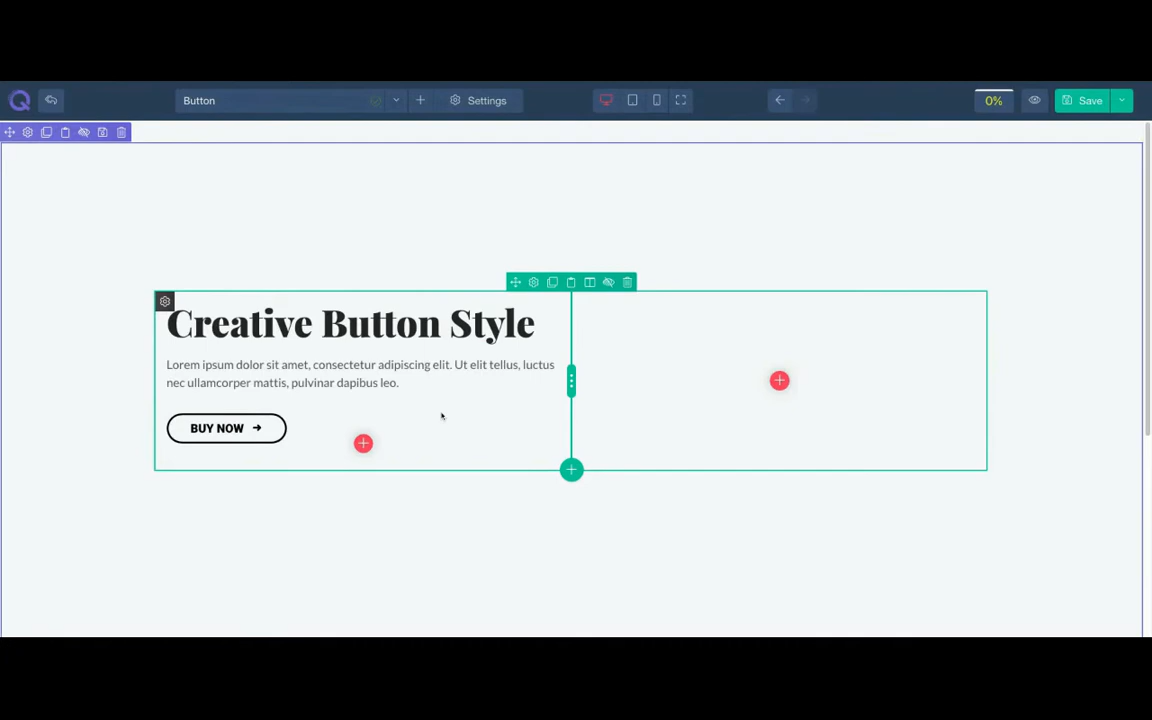 Button
Settings
0%
Save
Creative Button Style
Lorem ipsum dolor sit amet, consectetur adipiscing elit. Ut elit tellus, luctus
nec ullamcorper mattis, pulvinar dapibus leo.
BUY NOW